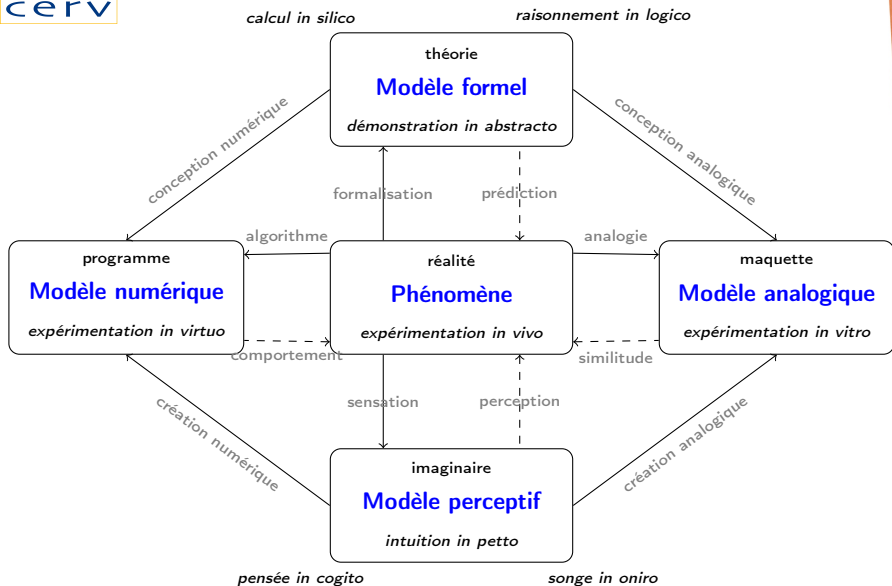 cerv
calcul in silico
raisonnement in logico
théorie
Modèle formel
démonstration in abstracto
conception numérique
conception analogique
formalisation
prédiction
algorithme
analogie
programme
Modèle numérique
expérimentation in virtuo
réalité
Phénomène
expérimentation in vivo
maquette
Modèle analogique
expérimentation in vitro
comportement
similitude
sensation
perception
création numérique
création analogique
imaginaire
Modèle perceptif
intuition in petto
pensée in cogito
songe in oniro